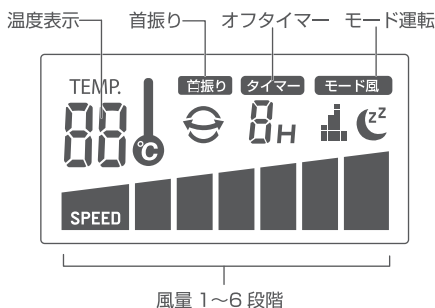 温度表示 首振り オフタイマー モード運転
TEMP. 首振り タイマー モード風
88 ℃ 8H zz
SPEED
風量 1〜6 段階